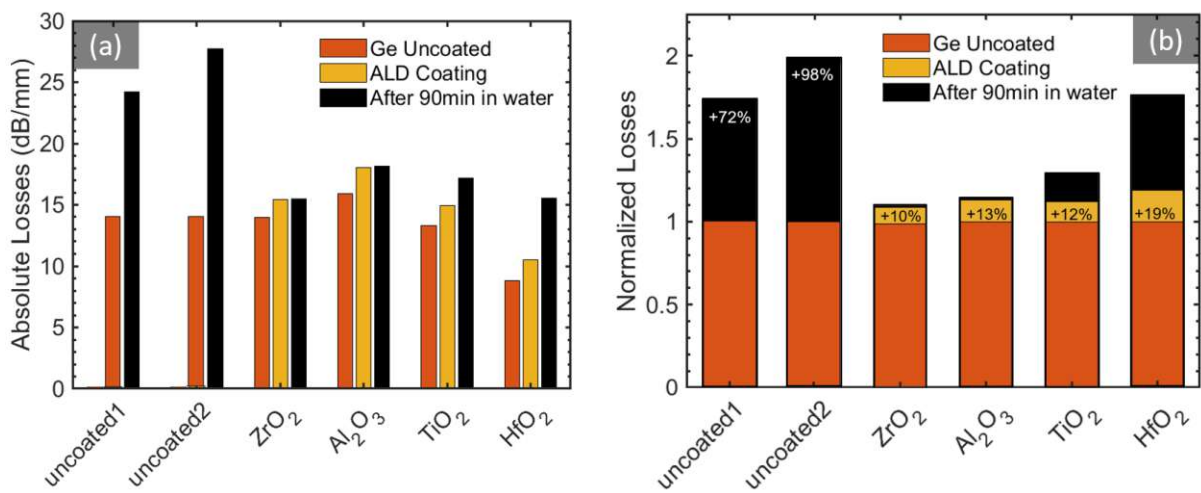 (a)
Ge Uncoated
ALD Coating
After 90min in water
Absolute Losses (dB/mm)
30
25
20
15
10
5
0
uncoated1
uncoated2
ZrO2
Al2O3
TiO2
HfO2
(b)
Ge Uncoated
ALD Coating
After 90min in water
Normalized Losses
2
1.5
1
0.5
0
+72%
+98%
+10%
+13%
+12%
+19%
uncoated1
uncoated2
ZrO2
Al2O3
TiO2
HfO2